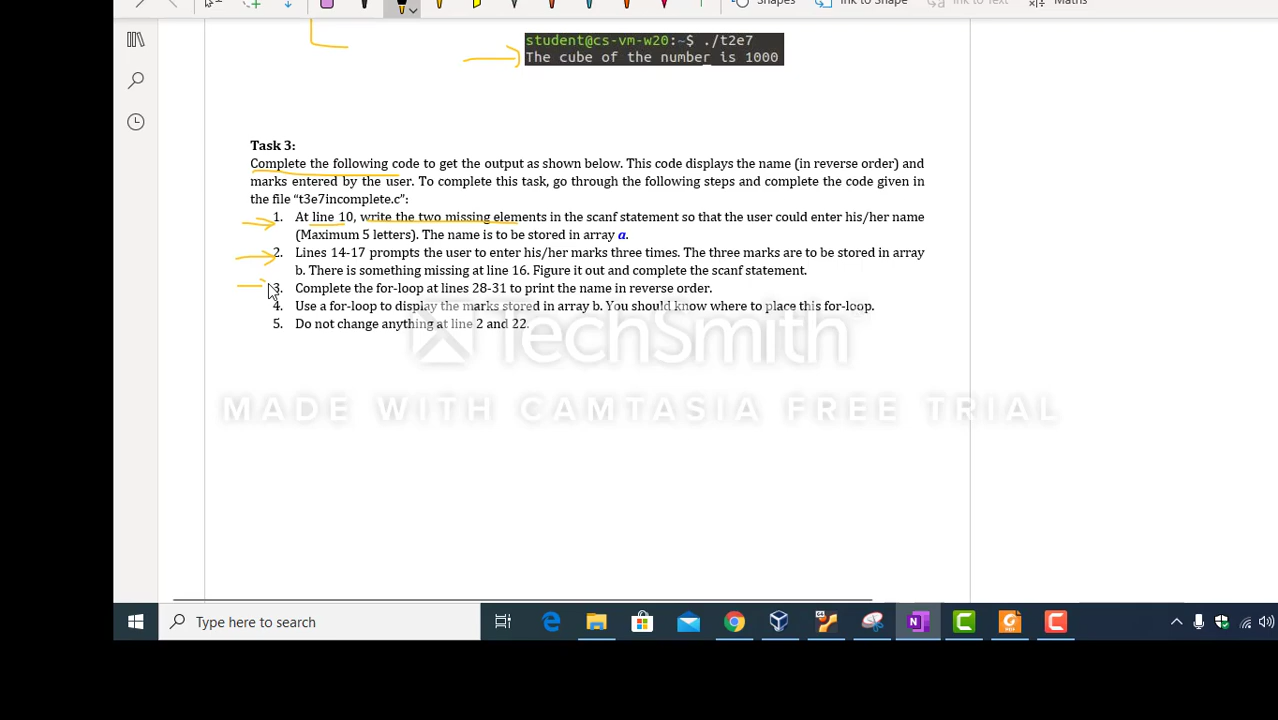 Shapes
Ink to Shape
Ink to Text
Maths
student@cs-vm-w20:~$ ./t2e7
The cube of the number is 1000
Task 3:
Complete the following code to get the output as shown below. This code displays the name (in reverse order) and
marks entered by the user. To complete this task, go through the following steps and complete the code given in
the file “t3e7incomplete.c”:
1. At line 10, write the two missing elements in the scanf statement so that the user could enter his/her name
(Maximum 5 letters). The name is to be stored in array a.
2. Lines 14-17 prompts the user to enter his/her marks three times. The three marks are to be stored in array
b. There is something missing at line 16. Figure it out and complete the scanf statement.
3. Complete the for-loop at lines 28-31 to print the name in reverse order.
4. Use a for-loop to display the marks stored in array b. You should know where to place this for-loop.
5. Do not change anything at line 2 and 22.
TechSmith
MADE WITH CAMTASIA FREE TRIAL
Type here to search